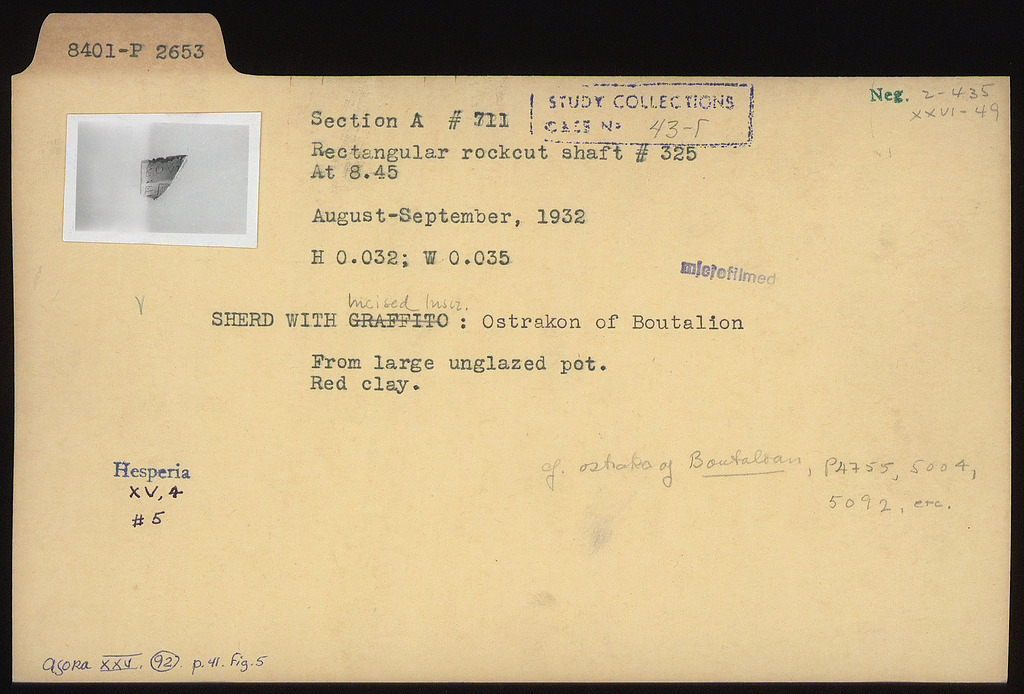 8401-P 2653
Neg. 2-435
XXVI-49
STUDY COLLECTIONS
CASE No 43-5
Section A # 711
Rectangular rockcut shaft # 325
At 8.45
August-September, 1932
H 0.032; W 0.035
microfilmed
Incised Inscr.
SHERD WITH GRAFFITO : Ostrakon of Boutalion
From large unglazed pot.
Red clay.
Hesperia
XV, 4
# 5
cf. ostraka of Boutalion, P4755, 5004,
5092, etc.
Agora XXV. 92. p. 41. Fig. 5